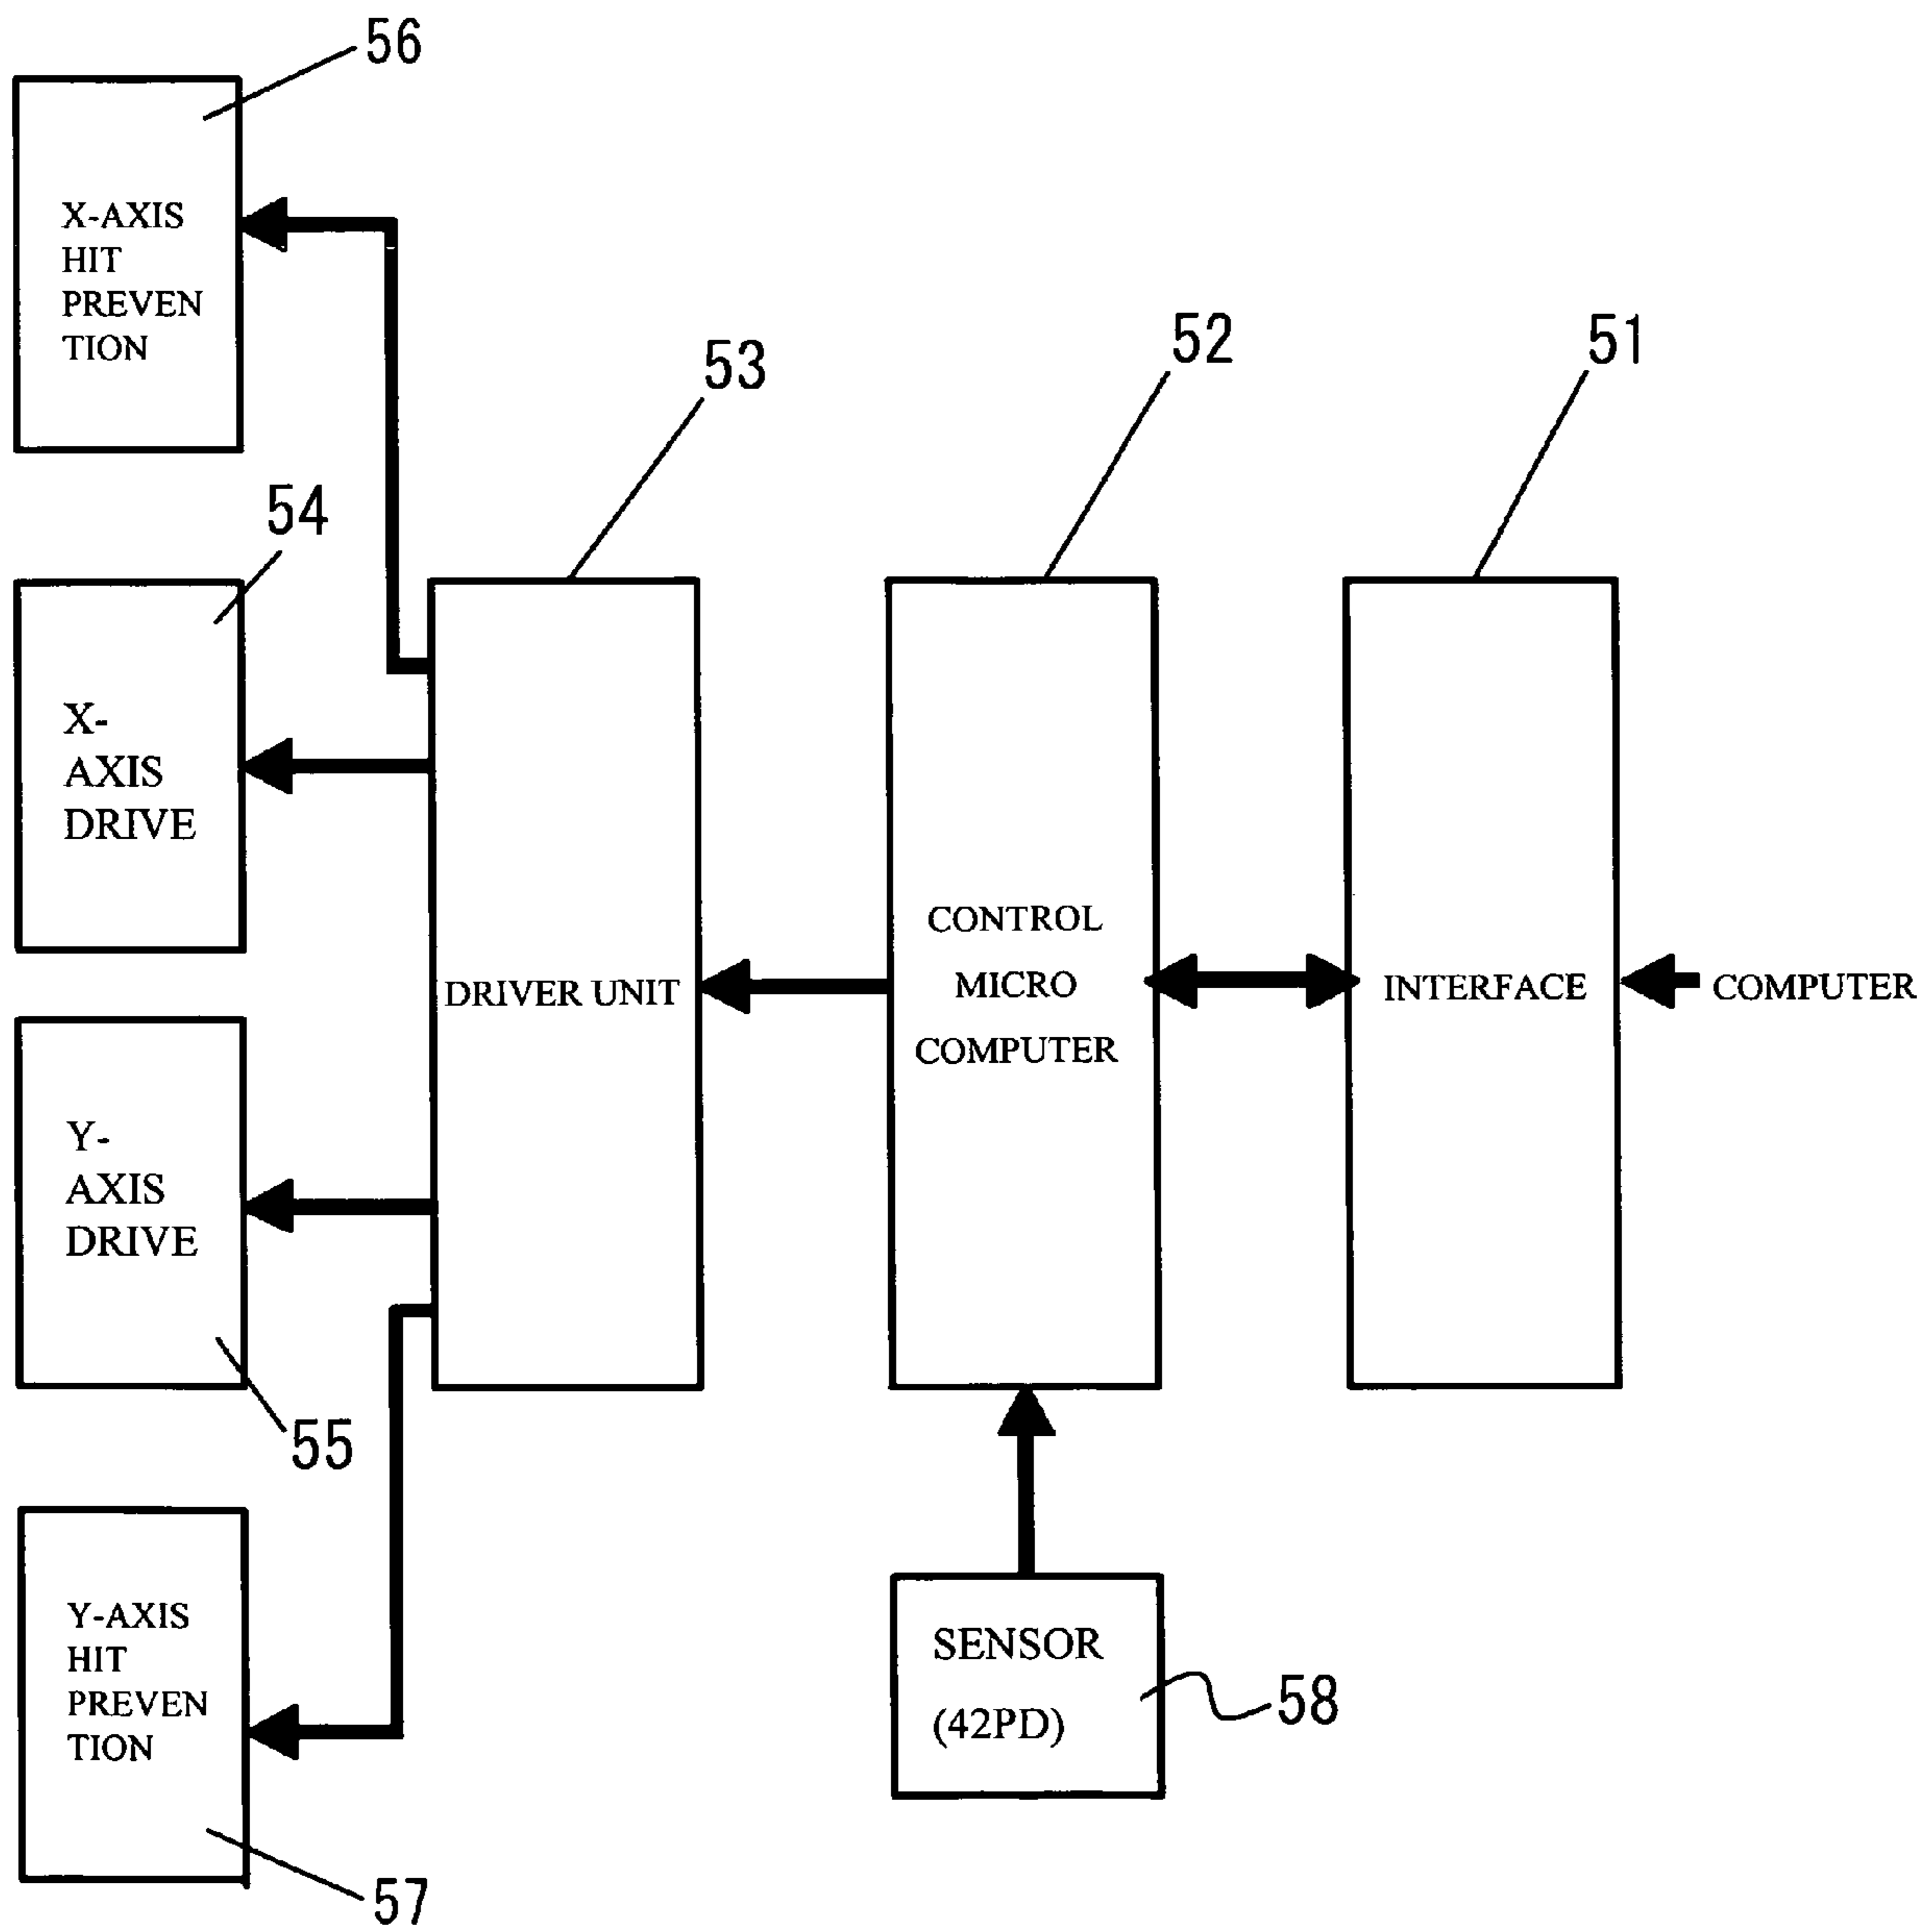 56
X-AXIS
HIT
PREVEN
TION
54
X-
AXIS
DRIVE
Y-
AXIS
DRIVE
55
Y-AXIS
HIT
PREVEN
TION
57
53
DRIVER UNIT
52
CONTROL
MICRO
COMPUTER
SENSOR
(42PD)
58
51
INTERFACE
COMPUTER